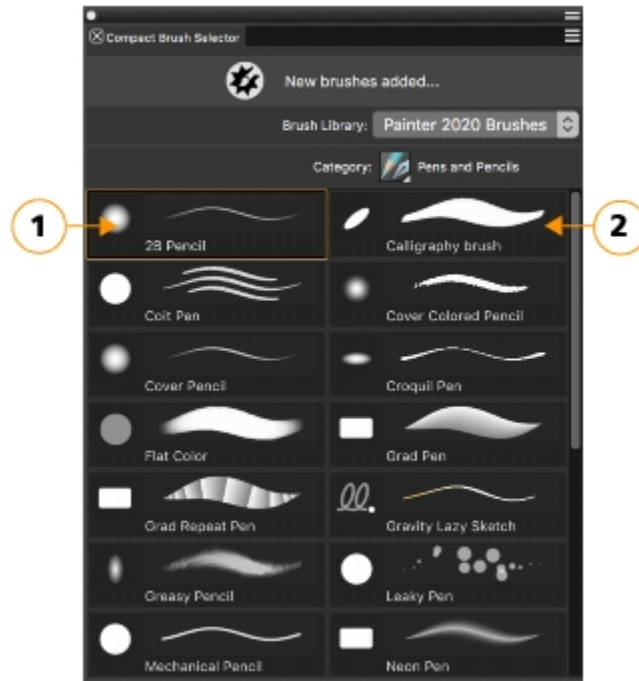 Compact Brush Selector
New brushes added...
Brush Library: Painter 2020 Brushes
Category: Pens and Pencils
1
2
2B Pencil
Calligraphy brush
Coit Pen
Cover Colored Pencil
Cover Pencil
Croquil Pen
Flat Color
Grad Pen
Grad Repeat Pen
Gravity Lazy Sketch
Greasy Pencil
Leaky Pen
Mechanical Pencil
Neon Pen